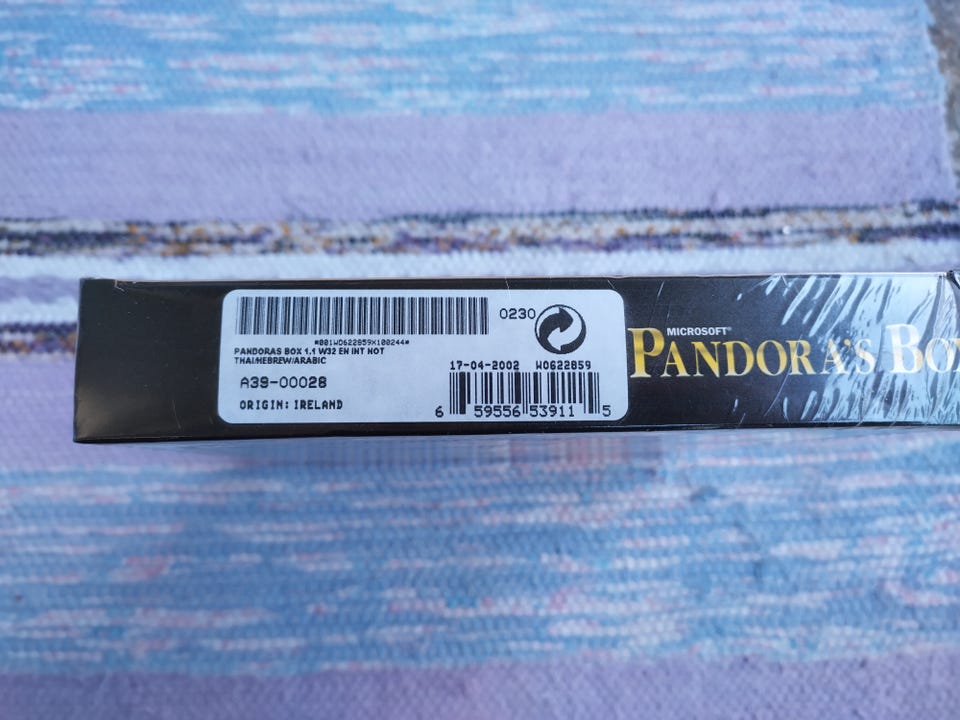 0230
*001W0622859X100244*
PANDORAS BOX 1.1 W32 EN INT NOT
THAI/HEBREW/ARABIC
17-04-2002 W0622859
A39-00028
ORIGIN: IRELAND
6 59556 53911 5
MICROSOFT®
PANDORA'S BOX